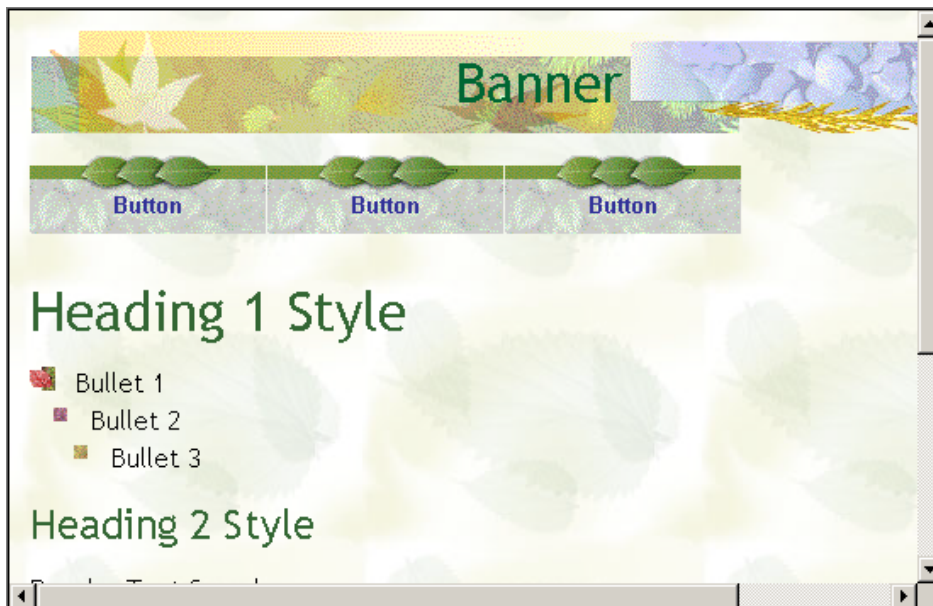 Banner
Button Button Button
Heading 1 Style
Bullet 1
Bullet 2
Bullet 3
Heading 2 Style